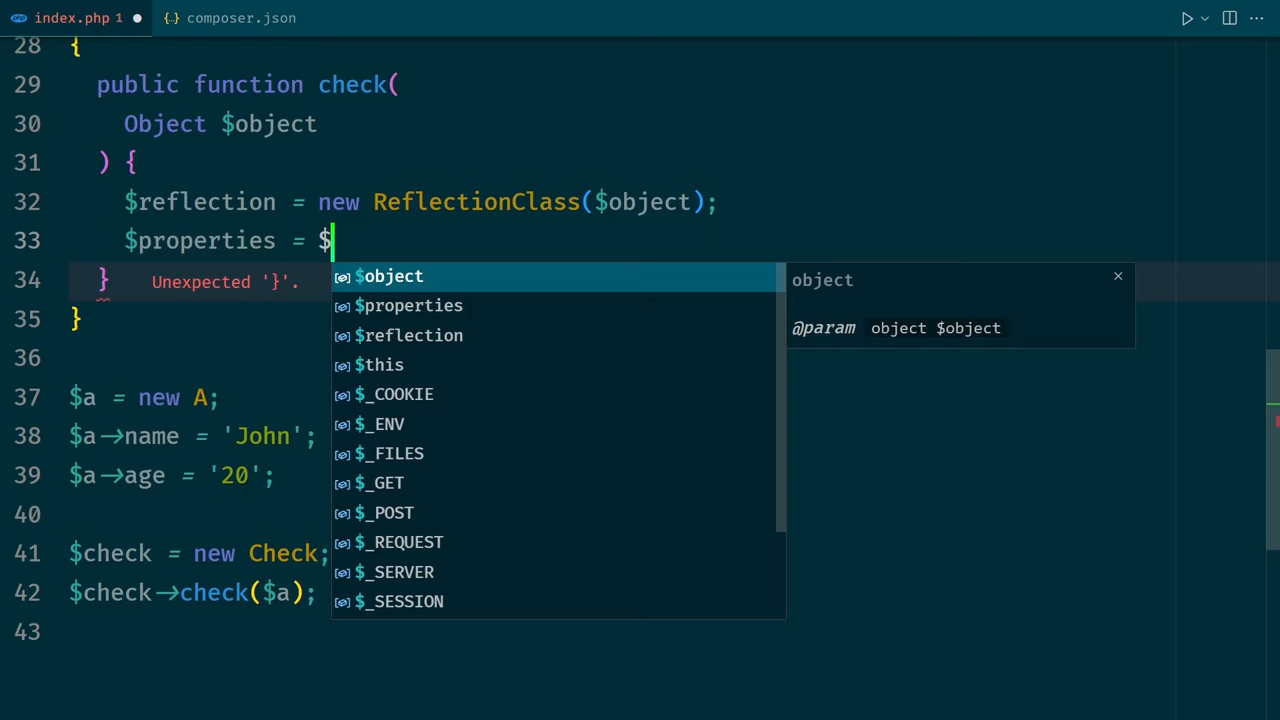 index.php 1
composer.json
28 {
29 public function check(
30 Object $object
31 ) {
32 $reflection = new ReflectionClass($object);
33 $properties = $
34 } Unexpected '}'.
35 }
36
37 $a = new A;
38 $a->name = 'John';
39 $a->age = '20';
40
41 $check = new Check;
42 $check->check($a);
43
$object
$properties
$reflection
$this
$_COOKIE
$_ENV
$_FILES
$_GET
$_POST
$_REQUEST
$_SERVER
$_SESSION
object
@param object $object